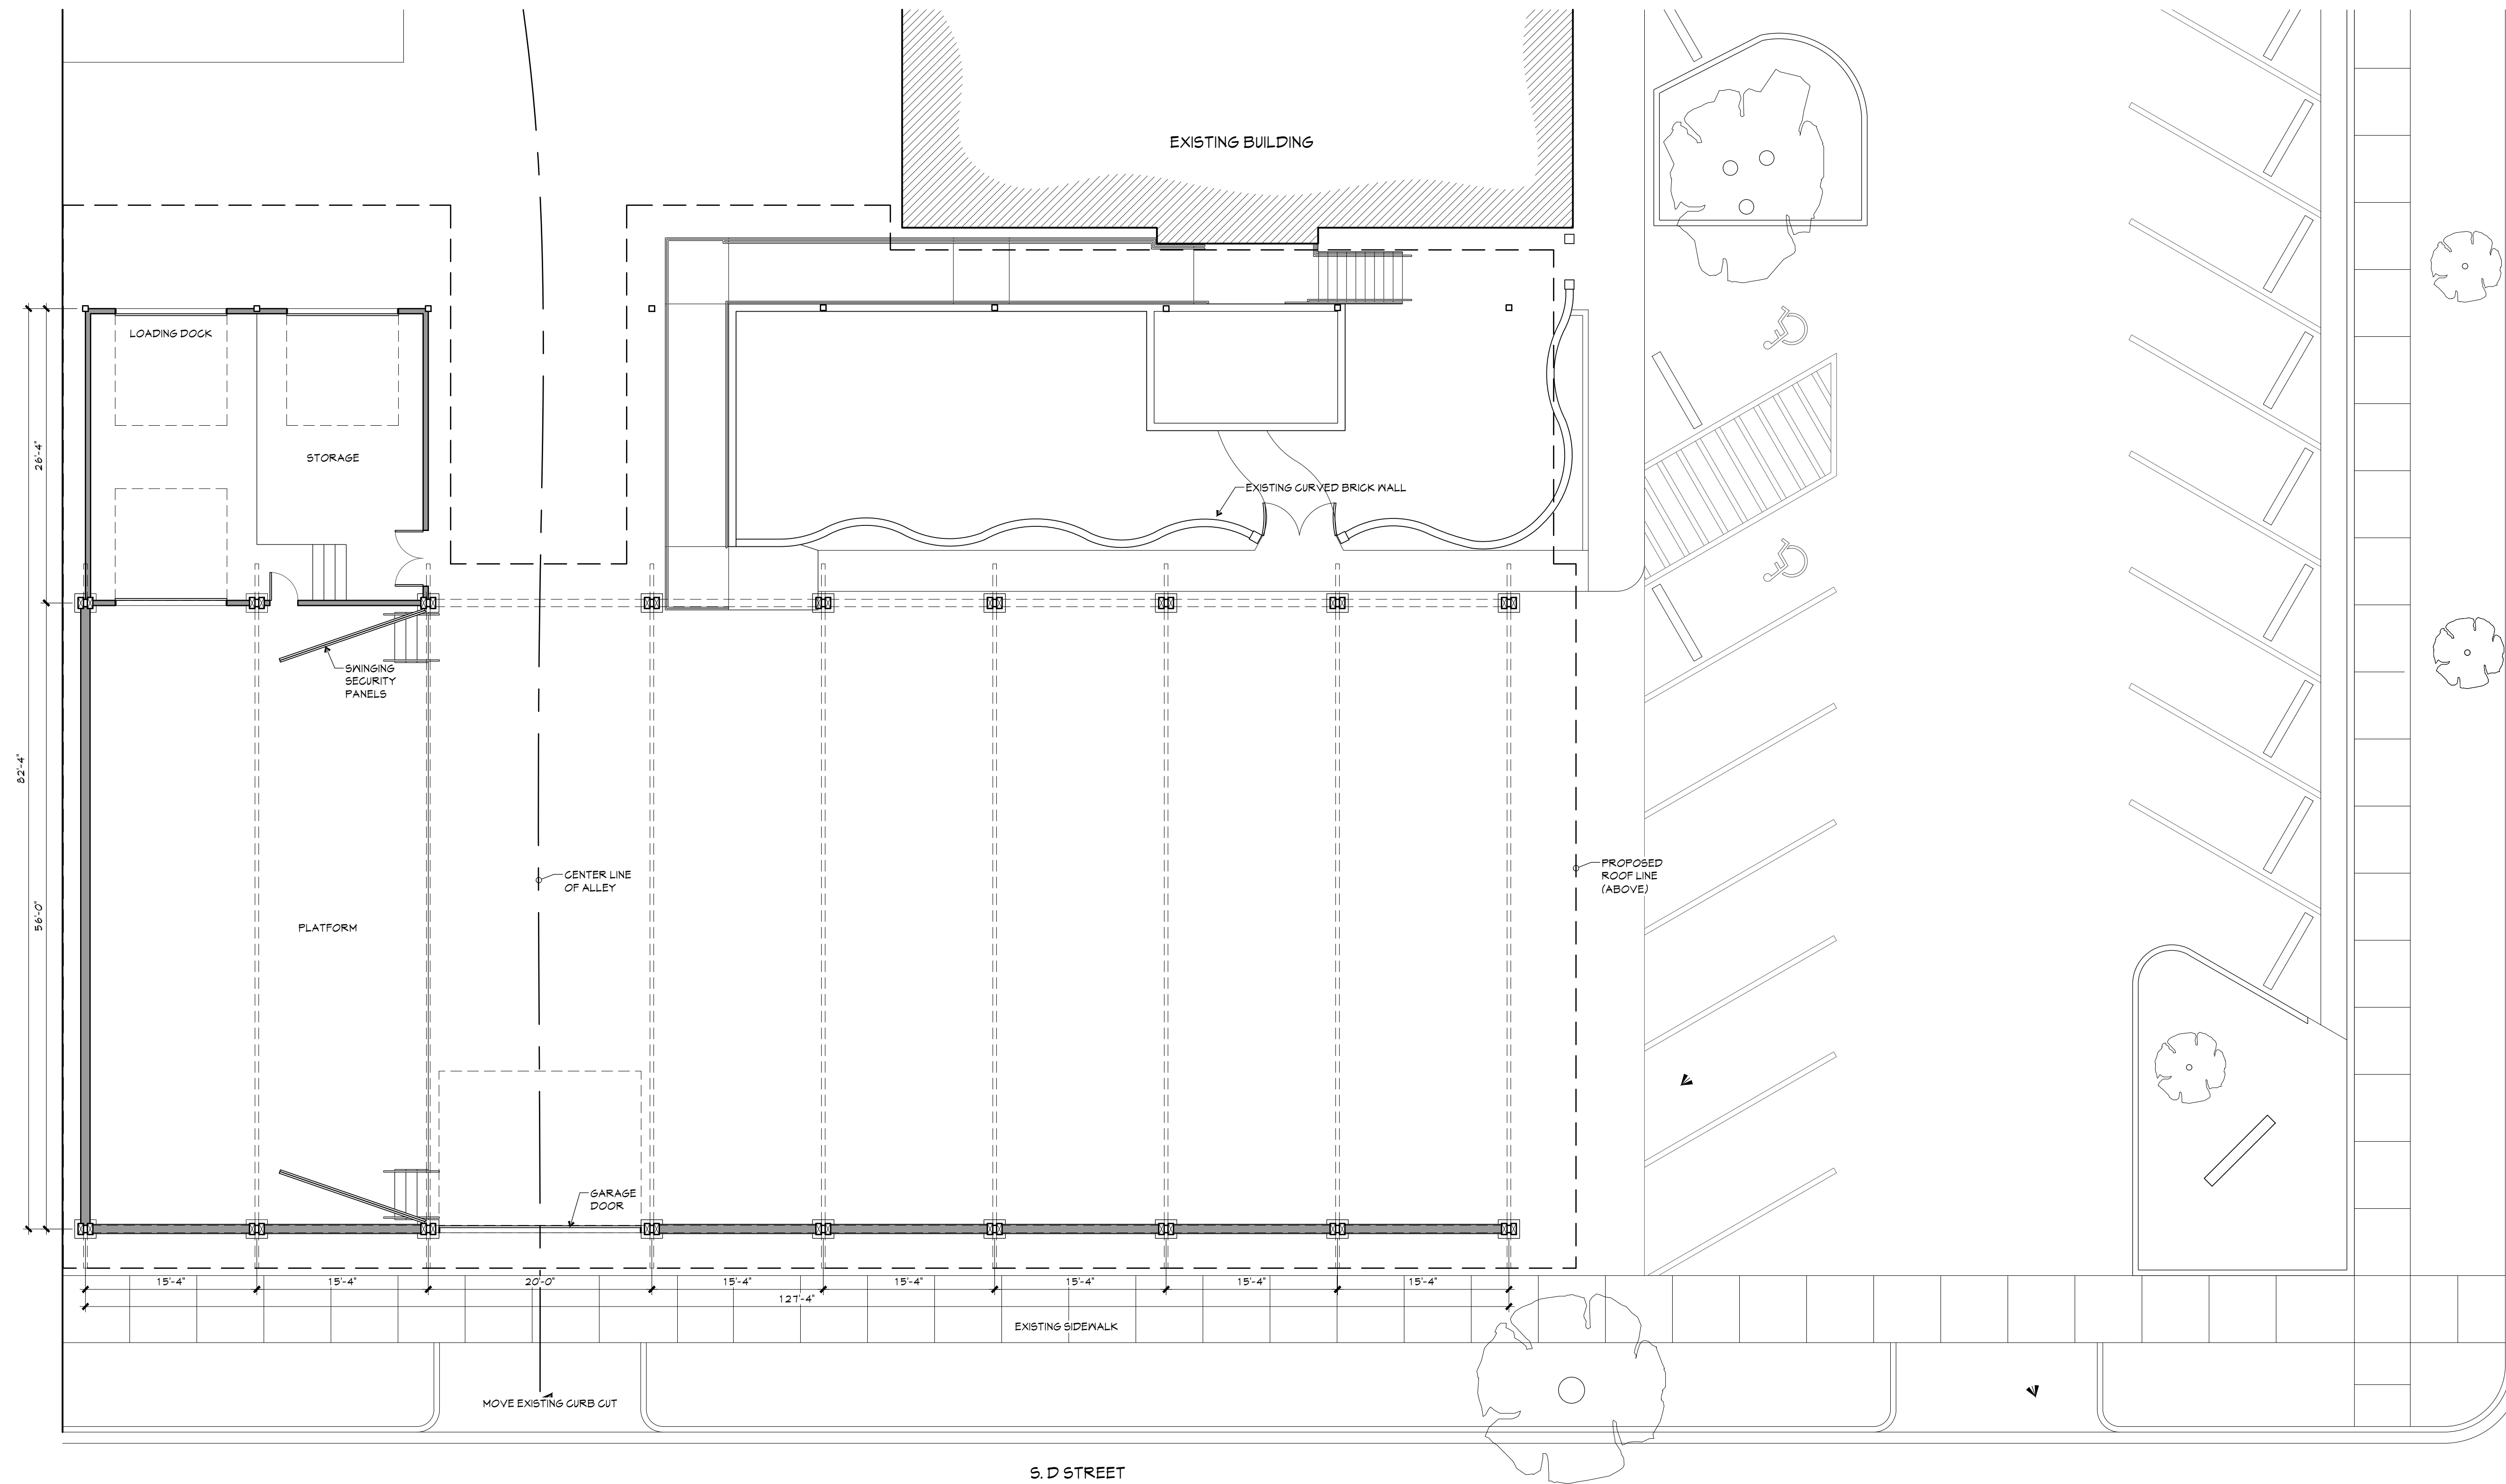 EXISTING BUILDING
LOADING DOCK
STORAGE
26'-4"
EXISTING CURVED BRICK WALL
SWINGING
SECURITY
PANELS
82'-4"
56'-0"
PLATFORM
CENTER LINE
OF ALLEY
PROPOSED
ROOF LINE
(ABOVE)
GARAGE
DOOR
15'-4"
15'-4"
20'-0"
15'-4"
15'-4"
15'-4"
15'-4"
15'-4"
127'-4"
EXISTING SIDEWALK
MOVE EXISTING CURB CUT
S. D STREET